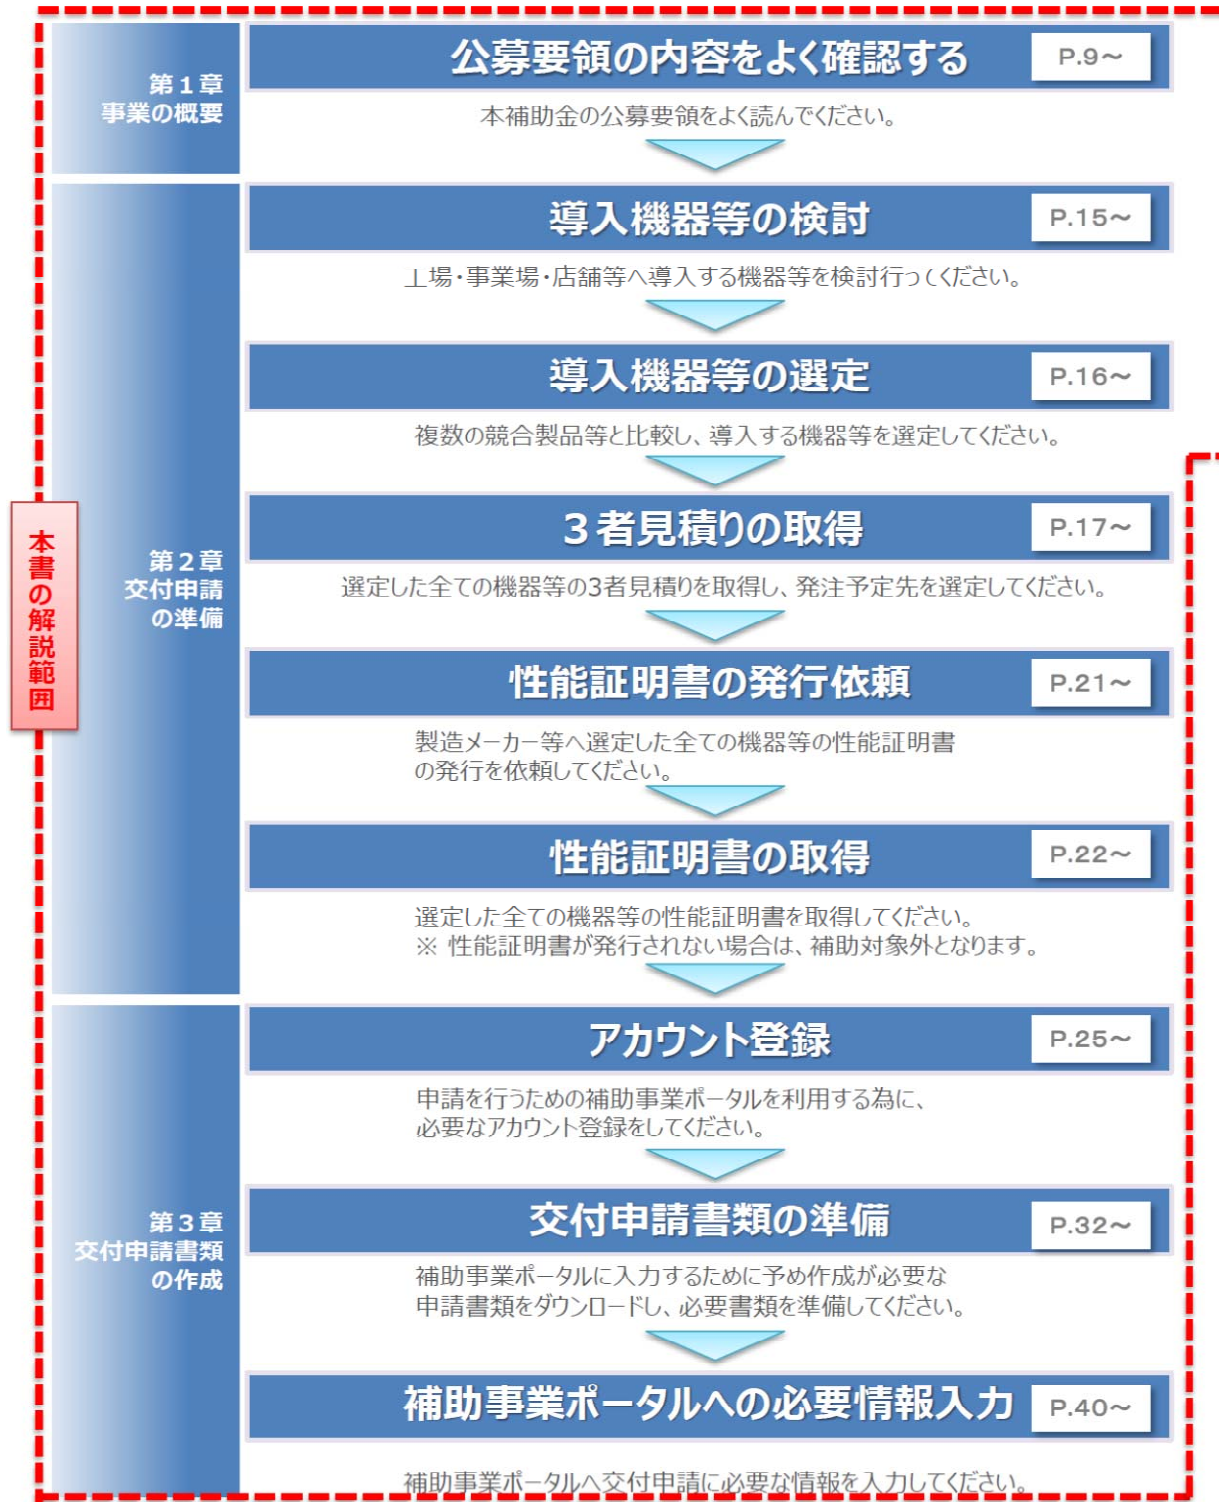 本書の解説範囲
第1章
事業の概要
公募要領の内容をよく確認する
P.9～
本補助金の公募要領をよく読んでください。
第2章
交付申請
の準備
導入機器等の検討
P.15～
工場・事業場・店舗等へ導入する機器等を検討行ってください。
導入機器等の選定
P.16～
複数の競合製品等と比較し、導入する機器等を選定してください。
3者見積りの取得
P.17～
選定した全ての機器等の3者見積りを取得し、発注予定先を選定してください。
性能証明書の発行依頼
P.21～
製造メーカー等へ選定した全ての機器等の性能証明書
の発行を依頼してください。
性能証明書の取得
P.22～
選定した全ての機器等の性能証明書を取得してください。
※ 性能証明書が発行されない場合は、補助対象外となります。
第3章
交付申請書類
の作成
アカウント登録
P.25～
申請を行うための補助事業ポータルを利用する為に、
必要なアカウント登録をしてください。
交付申請書類の準備
P.32～
補助事業ポータルに入力するために予め作成が必要な
申請書類をダウンロードし、必要書類を準備してください。
補助事業ポータルへの必要情報入力
P.40～
補助事業ポータルへ交付申請に必要な情報を入力してください。